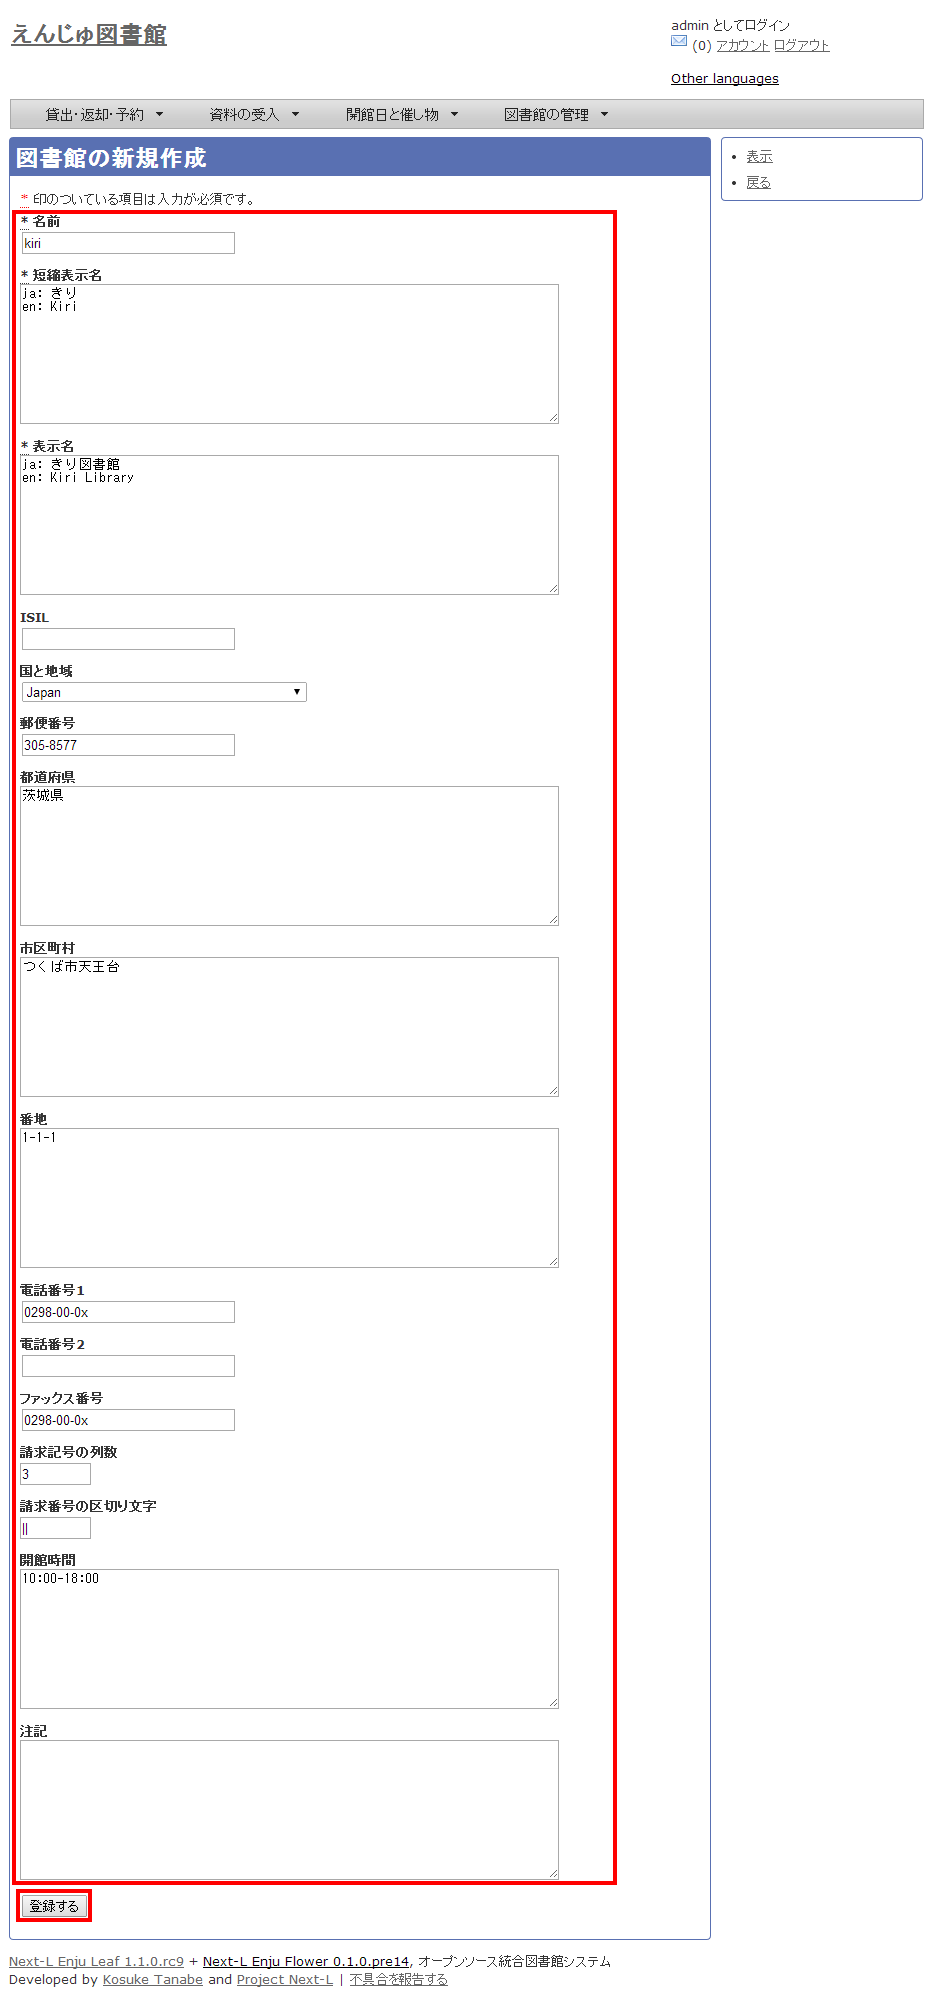 えんじゅ図書館
admin としてログイン
(0) アカウント ログアウト
Other languages
貸出・返却・予約 ▼ 資料の受入 ▼ 開館日と催し物 ▼ 図書館の管理 ▼
図書館の新規作成
• 表示
• 戻る
* 印のついている項目は入力が必須です。
* 名前
kiri
* 短縮表示名
ja: きり
en: Kiri
* 表示名
ja: きり図書館
en: Kiri Library
ISIL
国と地域
Japan
郵便番号
305-8577
都道府県
茨城県
市区町村
つくば市天王台
番地
1-1-1
電話番号1
0298-00-0x
電話番号2
ファックス番号
0298-00-0x
請求記号の列数
3
請求番号の区切り文字
||
開館時間
10:00-18:00
注記
登録する
Next-L Enju Leaf 1.1.0.rc9 + Next-L Enju Flower 0.1.0.pre14, オープンソース統合図書館システム
Developed by Kosuke Tanabe and Project Next-L | 不具合を報告する